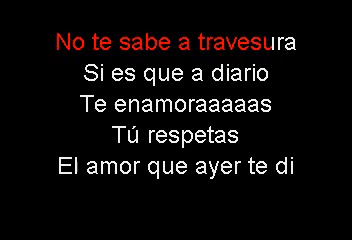 No te sabe a travesura
Si es que a diario
Te enamoraaaaas
Tú respetas
El amor que ayer te di